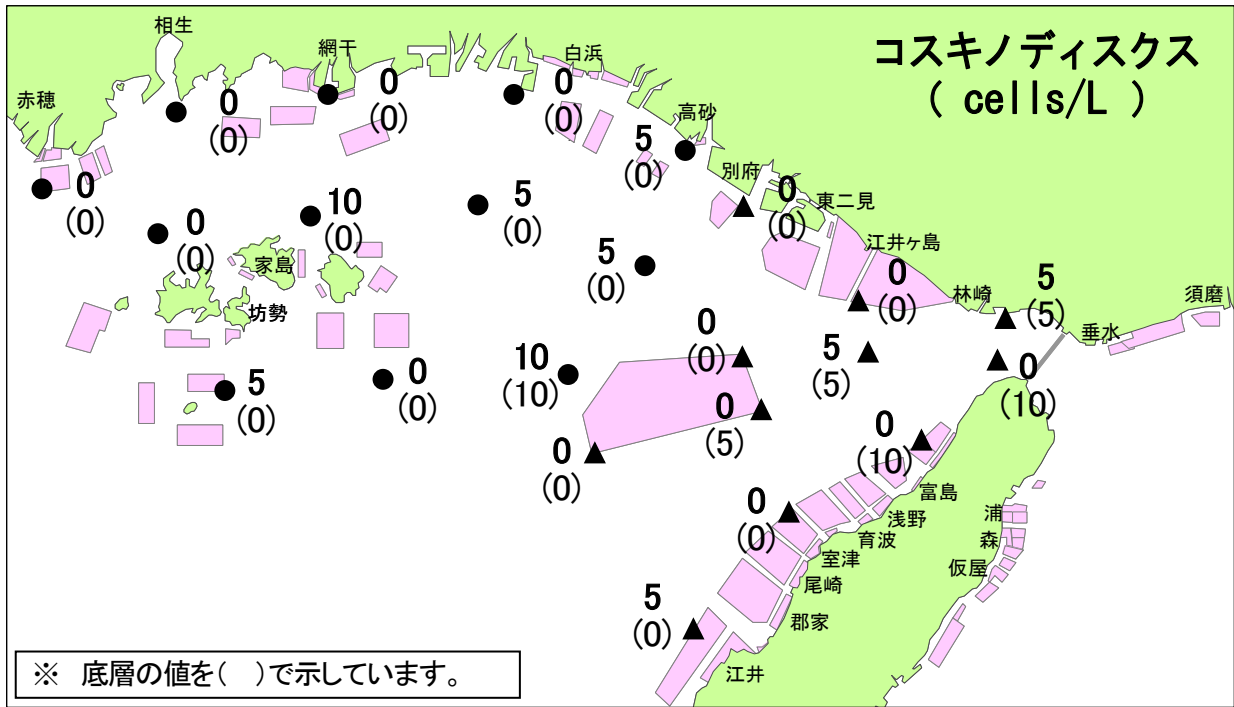 コスキノディスクス
( cells/L )
相生
網干
白浜
赤穂
高砂
別府
東二見
江井ヶ島
林崎
須磨
垂水
家島
坊勢
0
(0)
0
(0)
0
(0)
5
(0)
0
(0)
0
(0)
10
(0)
5
(0)
5
(0)
0
(0)
0
(0)
5
(5)
0
(0)
5
(5)
0
(10)
10
(10)
5
(0)
0
(0)
0
(5)
0
(0)
0
(10)
0
(0)
5
(0)
富島
浅野
育波
室津
尾崎
郡家
江井
浦
森
仮屋
※ 底層の値を( )で示しています。